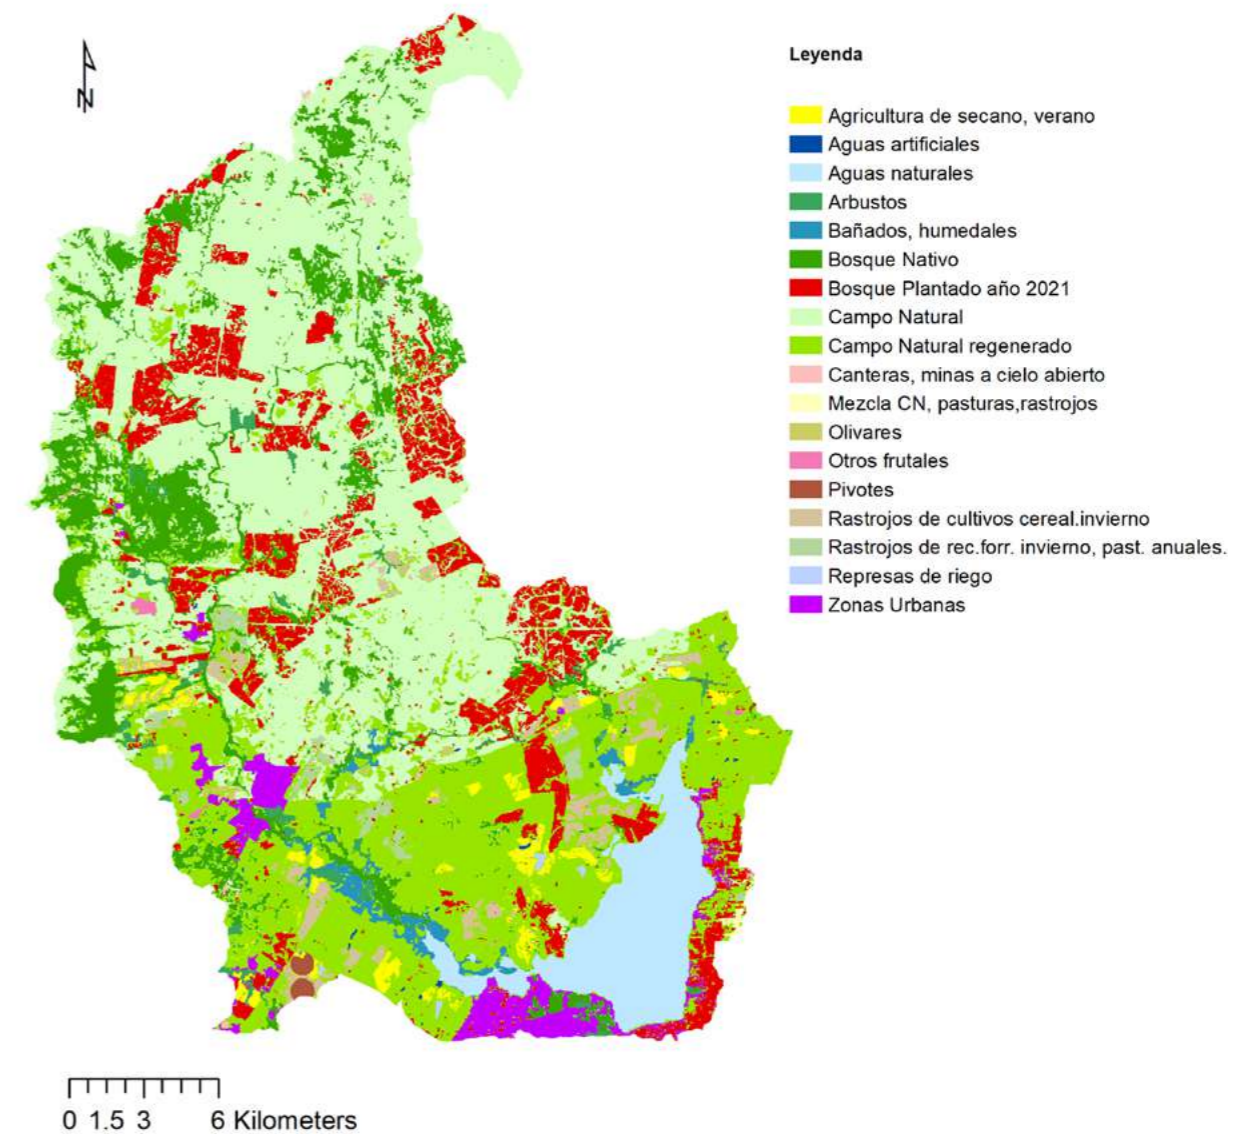 N
Leyenda
Agricultura de secano, verano
Aguas artificiales
Aguas naturales
Arbustos
Bañados, humedales
Bosque Nativo
Bosque Plantado año 2021
Campo Natural
Campo Natural regenerado
Canteras, minas a cielo abierto
Mezcla CN, pasturas,rastrojos
Olivares
Otros frutales
Pivotes
Rastrojos de cultivos cereal.invierno
Rastrojos de rec.forr. invierno, past. anuales.
Represas de riego
Zonas Urbanas
0 1.5 3 6 Kilometers